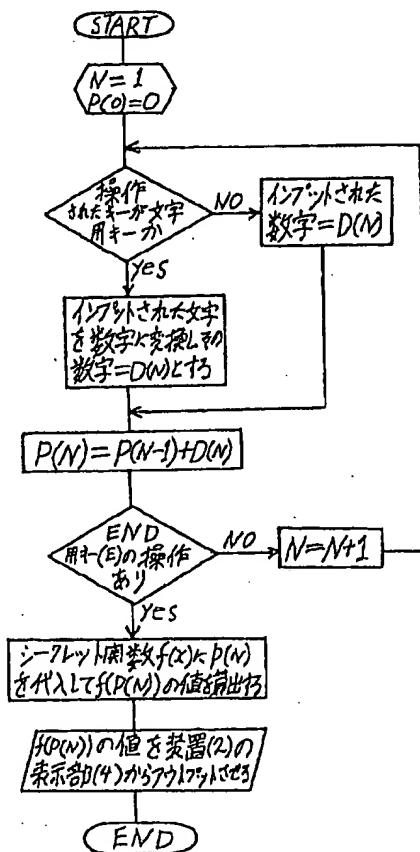 START
N=1
P(0)=0
操作
されたキーが文字
用キーか
NO
インプットされた
数字=D(N)
yes
インプットされた文字
を数字に変換しその
数字=D(N)とする
P(N)=P(N-1)+D(N)
END
用キー(E)の操作
あり
NO
N=N+1
yes
シークレット関数f(x)にP(N)
を代入してf(P(N))の値を算出する
f(P(N))の値を装置(2)の
表示部(4)からアウトプットさせる
END